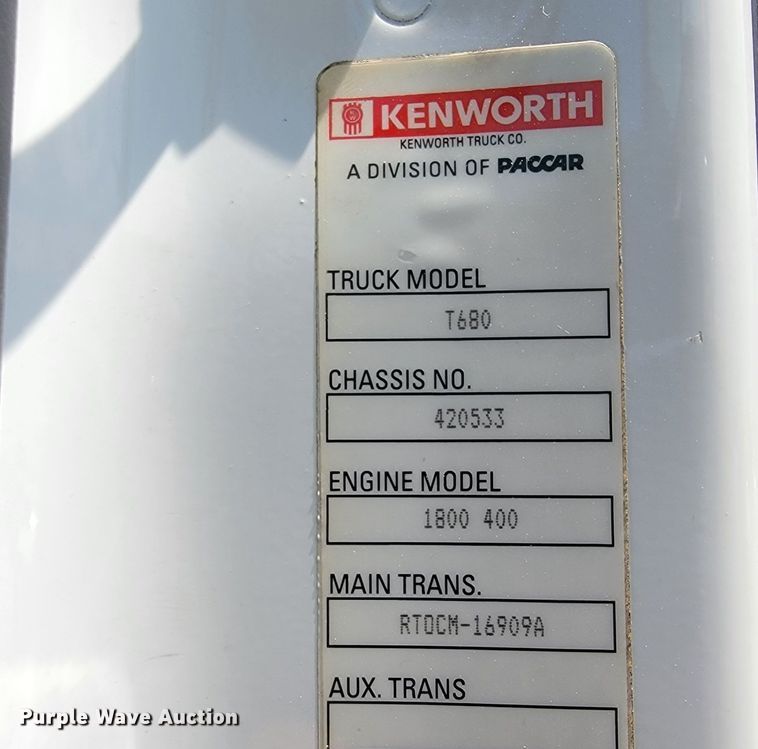 KENWORTH
KENWORTH TRUCK CO.
A DIVISION OF PACCAR
TRUCK MODEL
T680
CHASSIS NO.
420533
ENGINE MODEL
1800 400
MAIN TRANS.
RTOCM-16909A
AUX. TRANS
Purple Wave Auction